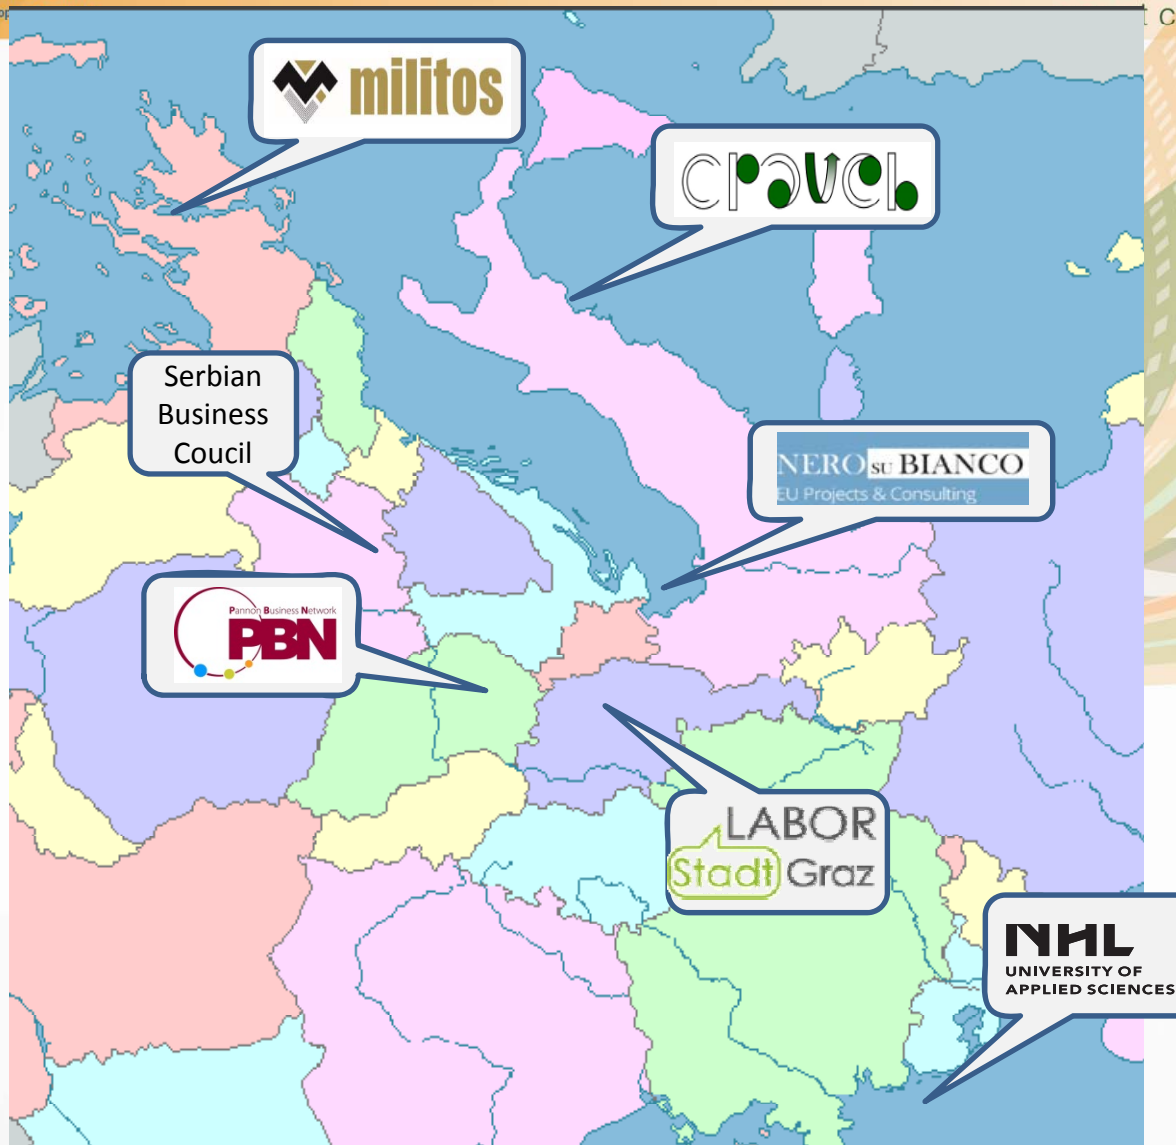 militos
CRAVEB
Serbian
Business
Coucil
NERO SU BIANCO
EU Projects & Consulting
Pannon Business Network
PBN
LABOR
Stadt Graz
NHL
UNIVERSITY OF
APPLIED SCIENCES